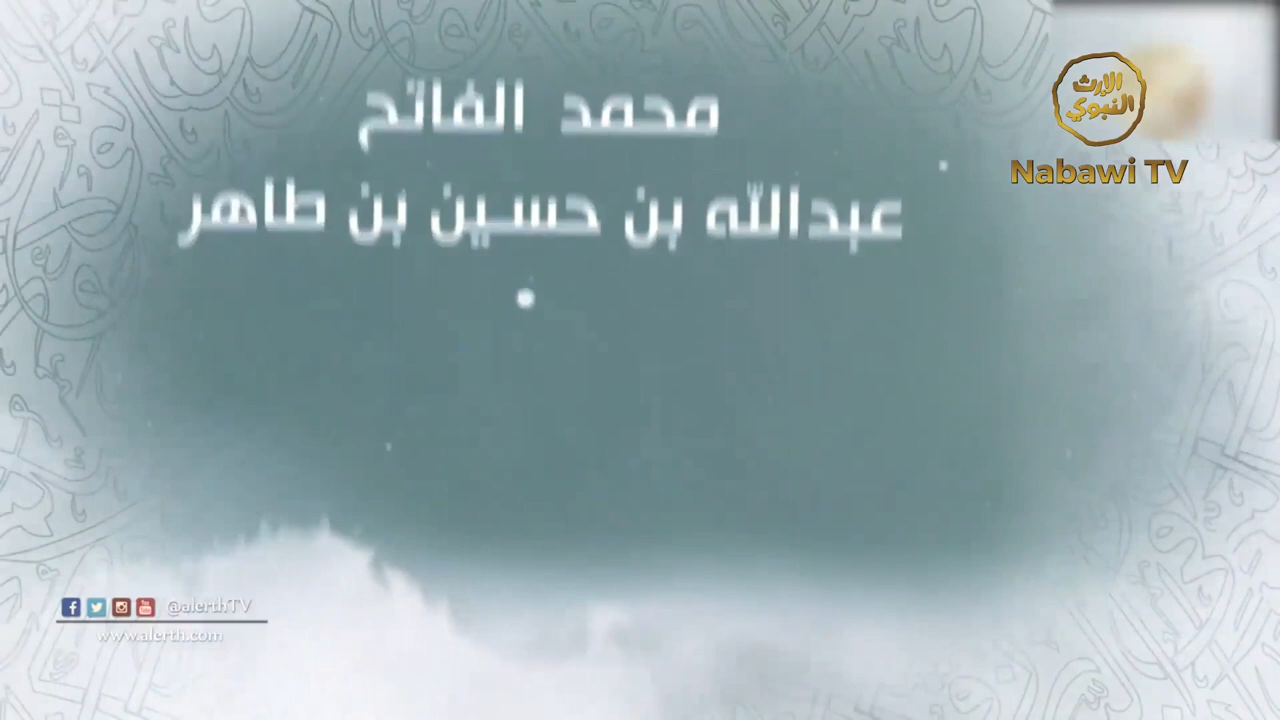 محمد الفاتح
عبدالله بن حسين بن طاهر
الإرث
النبوي
Nabawi TV
@alerthTV
www.alerth.com